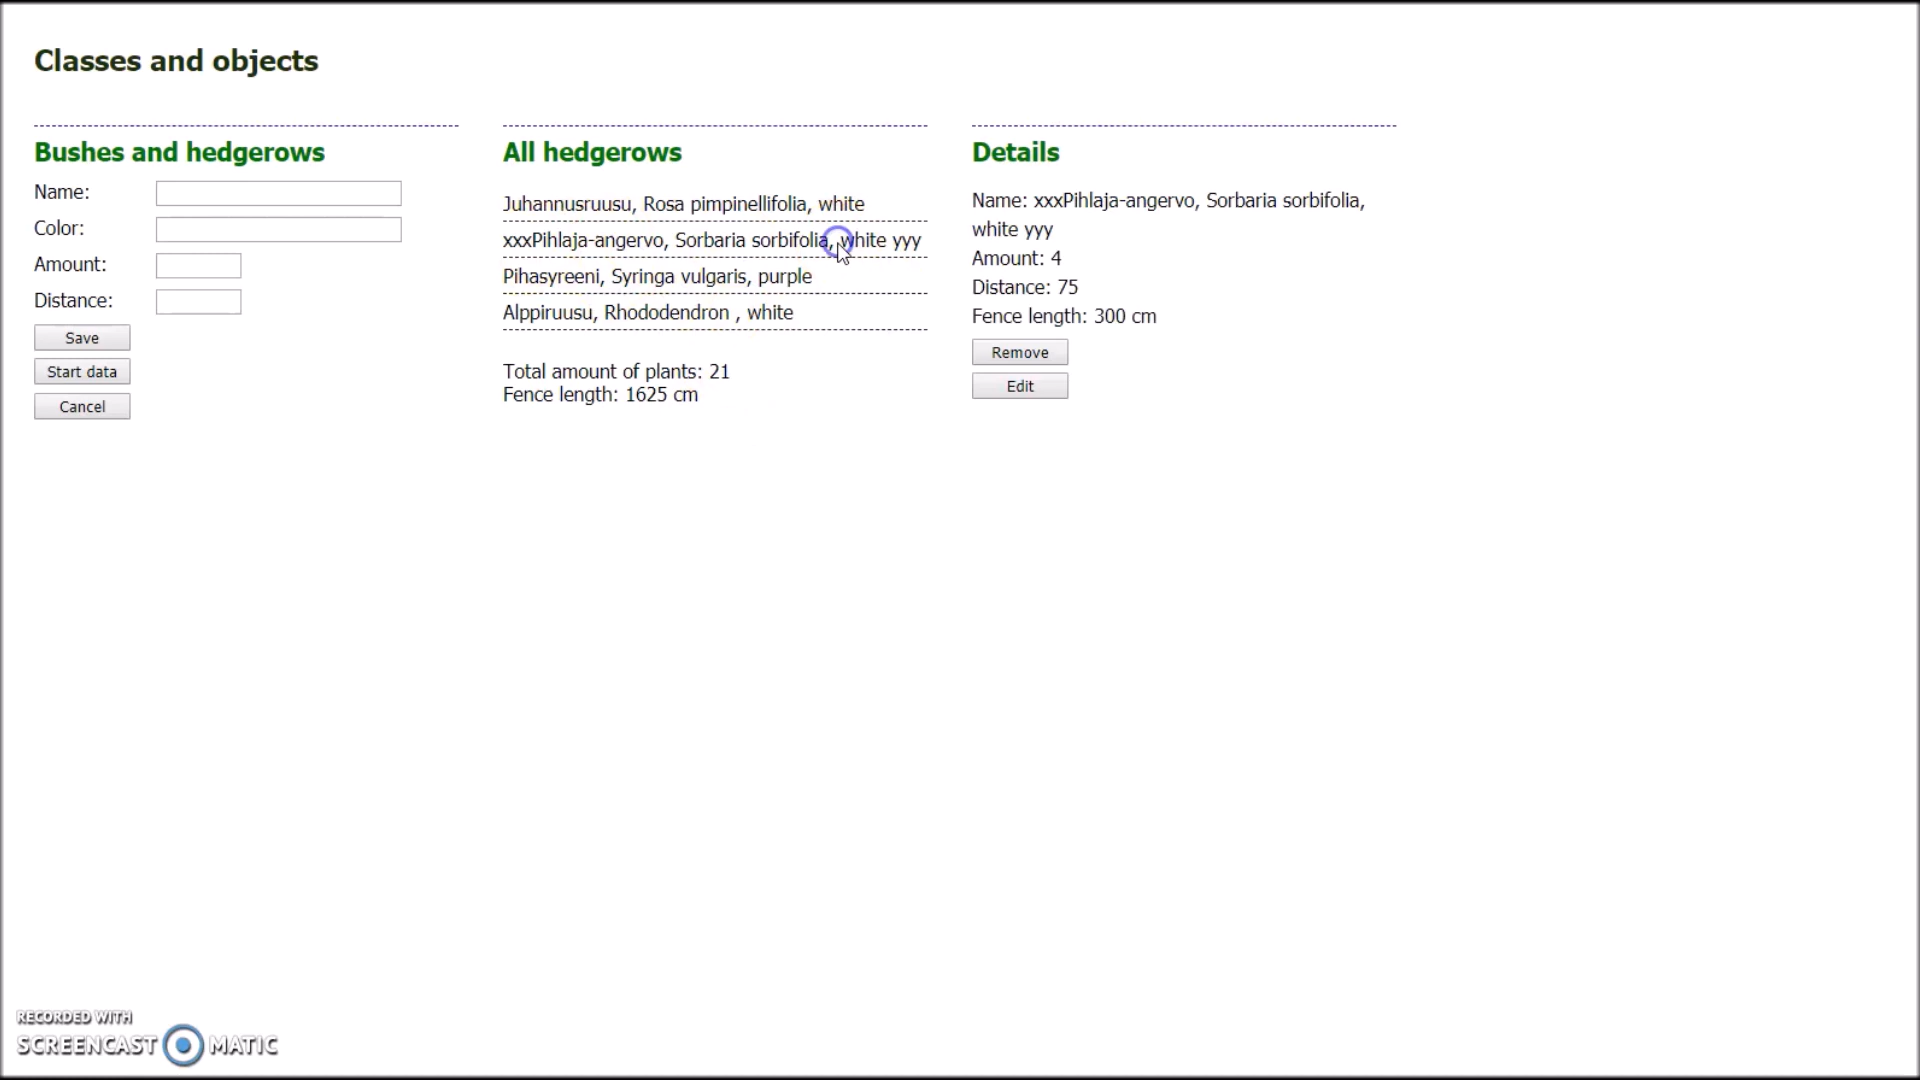 Classes and objects
Bushes and hedgerows
Name:
Color:
Amount:
Distance:
Save
Start data
Cancel
All hedgerows
Juhannusruusu, Rosa pimpinellifolia, white
xxxPihlaja-angervo, Sorbaria sorbifolia, white yyy
Pihasyreeni, Syringa vulgaris, purple
Alppiruusu, Rhododendron , white
Total amount of plants: 21
Fence length: 1625 cm
Details
Name: xxxPihlaja-angervo, Sorbaria sorbifolia,
white yyy
Amount: 4
Distance: 75
Fence length: 300 cm
Remove
Edit
RECORDED WITH
SCREENCAST MATIC